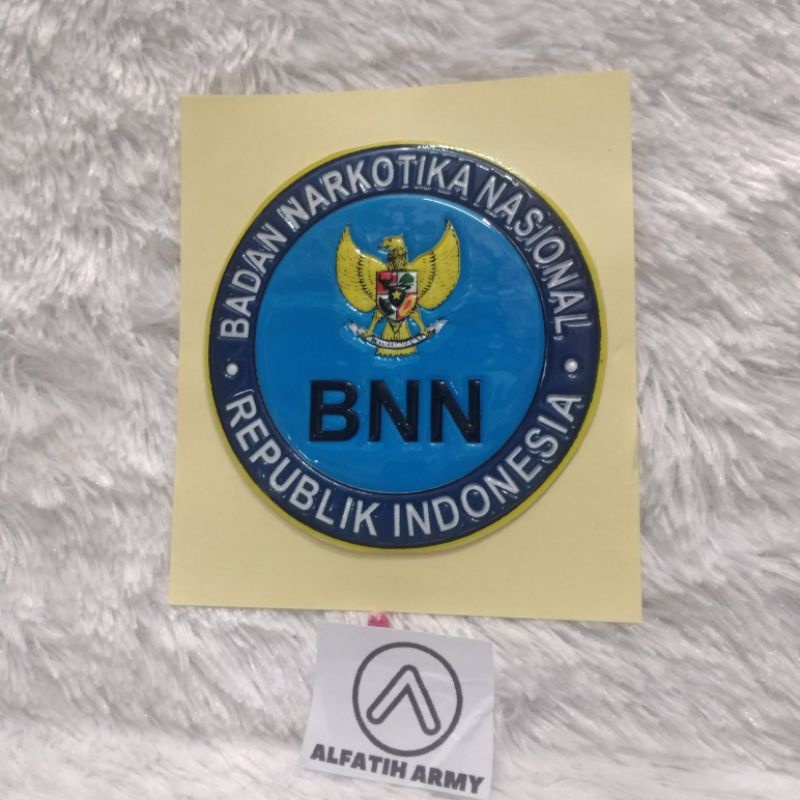 BADAN NARKOTIKA NASIONAL
BNN
REPUBLIK INDONESIA
ALFATIH ARMY